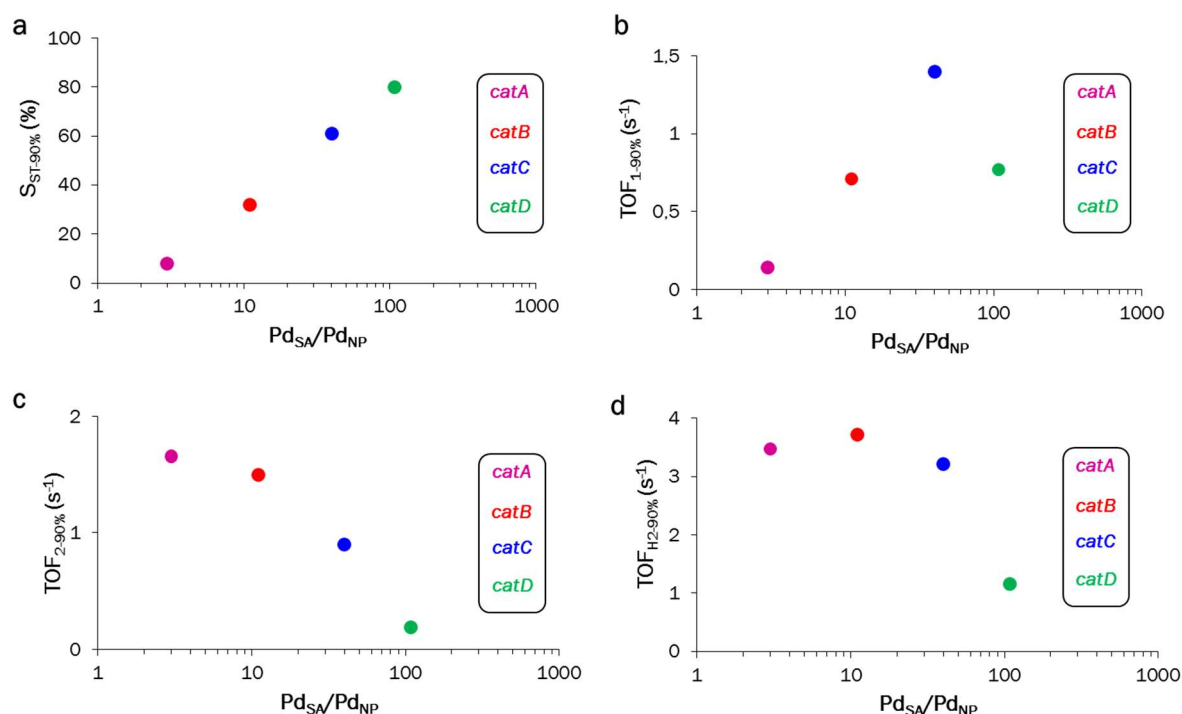 a
S_ST-90% (%)
100
80
60
40
20
0
1
10
100
1000
Pd_SA/Pd_NP
catA
catB
catC
catD
b
TOF_1-90% (s⁻¹)
1,5
1
0,5
0
1
10
100
1000
Pd_SA/Pd_NP
catA
catB
catC
catD
c
TOF_2-90% (s⁻¹)
2
1
0
1
10
100
1000
Pd_SA/Pd_NP
catA
catB
catC
catD
d
TOF_H2-90% (s⁻¹)
4
3
2
1
0
1
10
100
1000
Pd_SA/Pd_NP
catA
catB
catC
catD